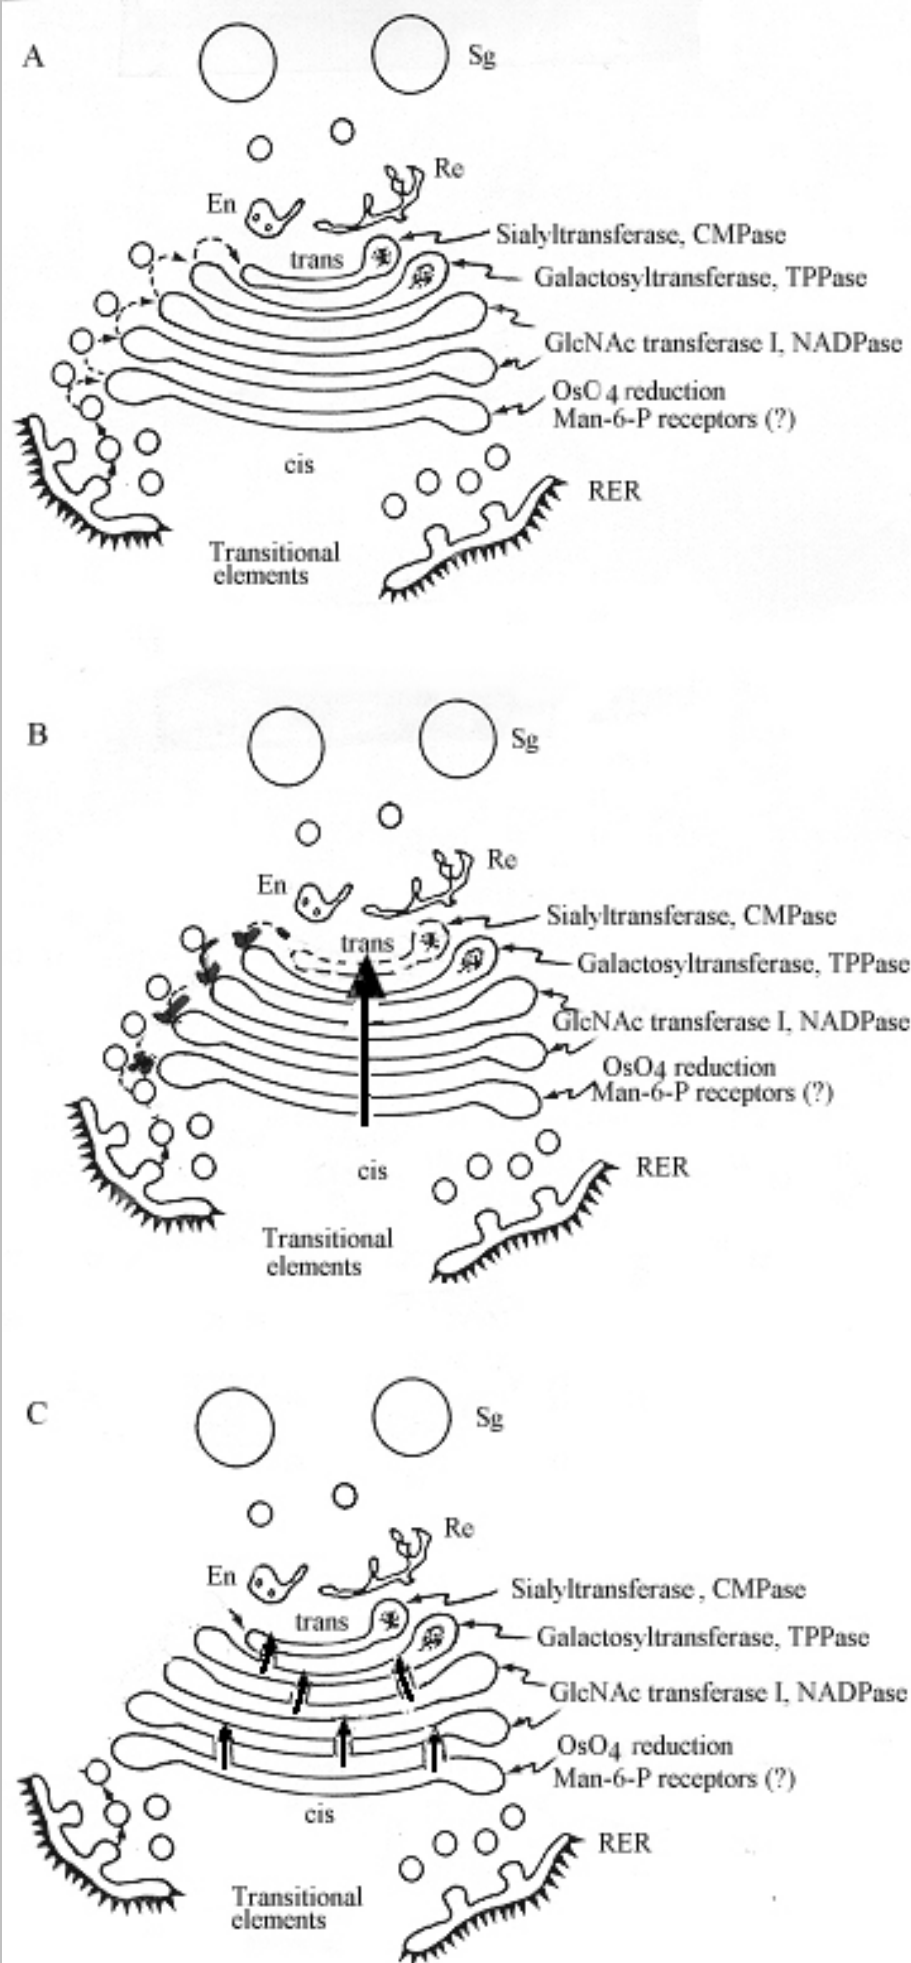 A
Sg
Re
En
Sialyltransferase, CMPase
trans
Galactosyltransferase, TPPase
GlcNAc transferase I, NADPase
OsO 4 reduction
Man-6-P receptors (?)
cis
RER
Transitional
elements
B
Sg
Re
En
Sialyltransferase, CMPase
trans
Galactosyltransferase, TPPase
GlcNAc transferase I, NADPase
OsO4 reduction
Man-6-P receptors (?)
cis
RER
Transitional
elements
C
Sg
Re
En
Sialyltransferase, CMPase
trans
Galactosyltransferase, TPPase
GlcNAc transferase I, NADPase
OsO4 reduction
Man-6-P receptors (?)
cis
RER
Transitional
elements